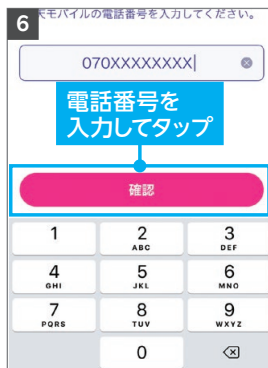 6
モバイルの電話番号を入力してください。
070XXXXXXXX
電話番号を
入力してタップ
確認
1 2 3
ABC DEF
4 5 6
GHI JKL MNO
7 8 9
PQRS TUV WXYZ
0